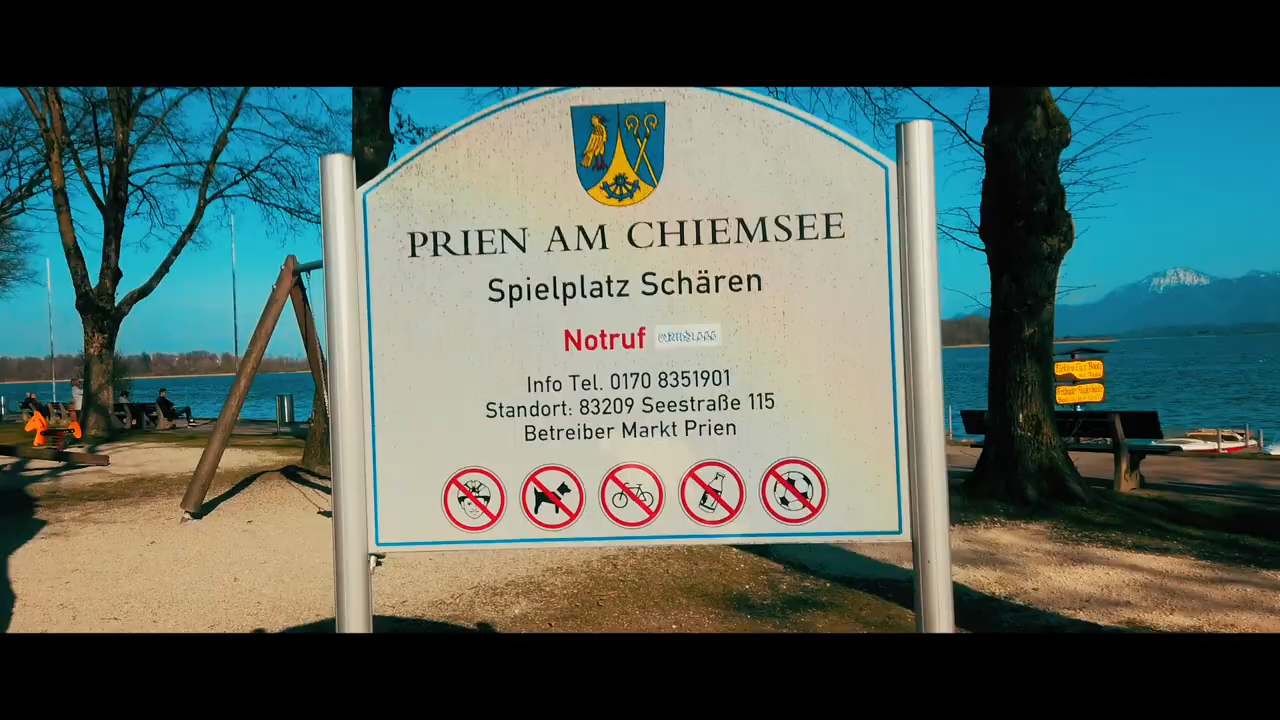 PRIEN AM CHIEMSEE
Spielplatz Schären
Notruf
Info Tel. 0170 8351901
Standort: 83209 Seestraße 115
Betreiber Markt Prien